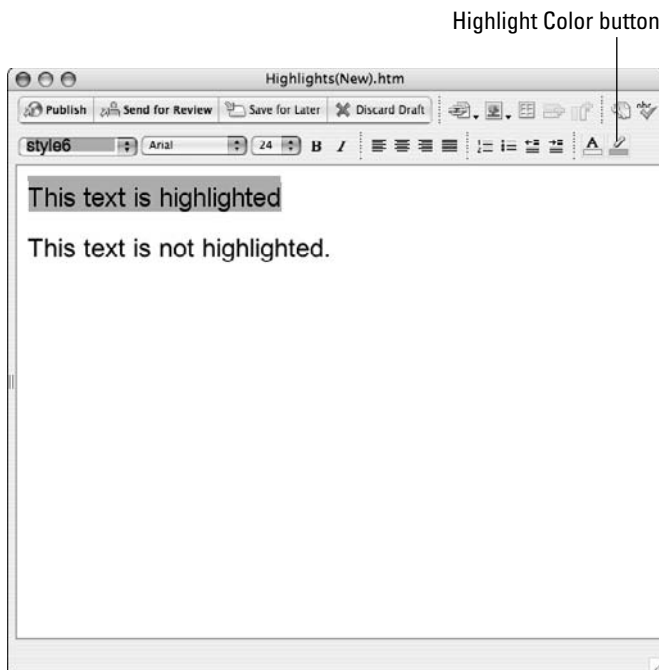 Highlight Color button
Highlights(New).htm
Publish Send for Review Save for Later Discard Draft abc
style6 Arial 24 B I A
This text is highlighted
This text is not highlighted.